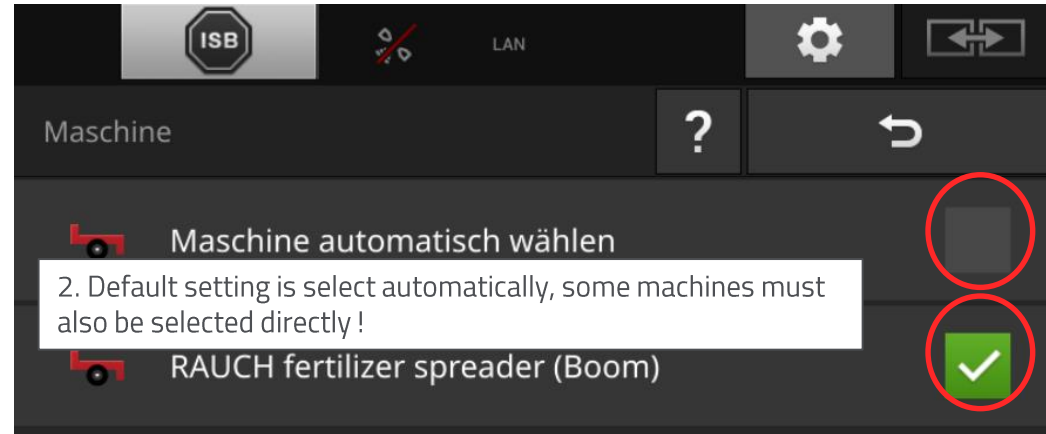 ISB
LAN
Maschine
?
Maschine automatisch wählen
2. Default setting is select automatically, some machines must
also be selected directly !
RAUCH fertilizer spreader (Boom)